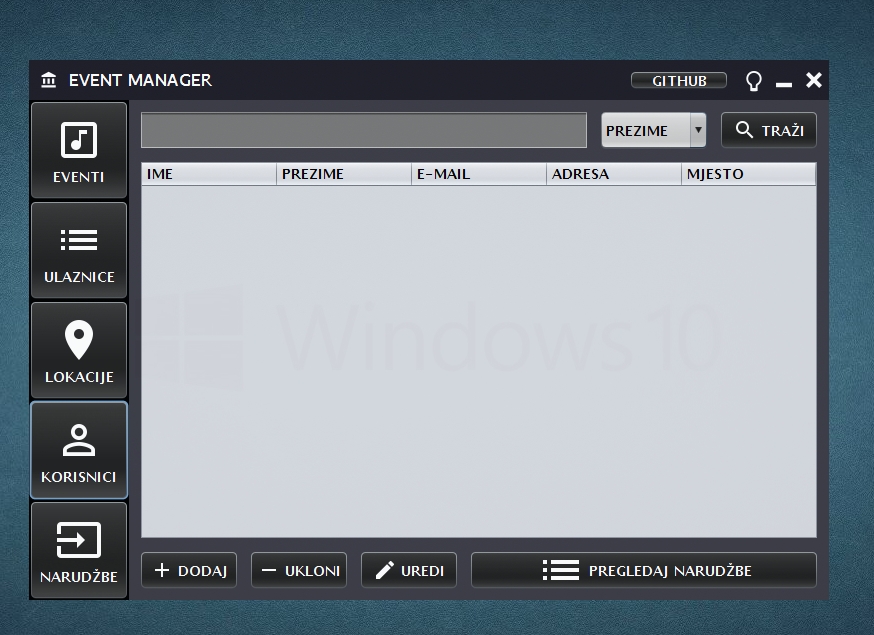 EVENT MANAGER
GITHUB
EVENTI
ULAZNICE
LOKACIJE
KORISNICI
NARUDŽBE
PREZIME
TRAŽI
IME PREZIME E-MAIL ADRESA MJESTO
Windows 10
DODAJ
UKLONI
UREDI
PREGLEDAJ NARUDŽBE